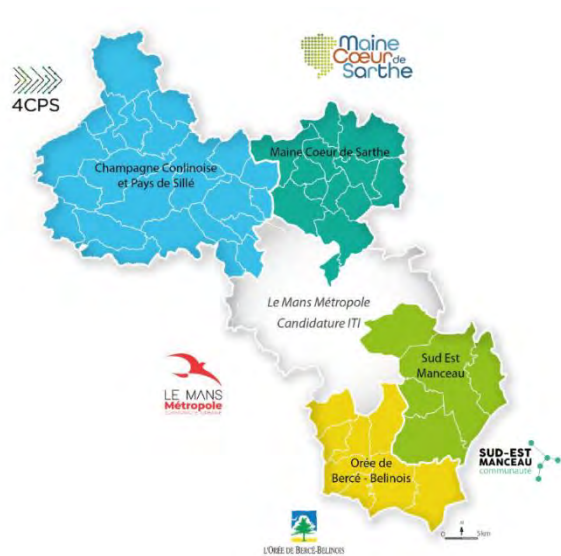 maine
Cœur de
Sarthe
4CPS
Maine Coeur de Sarthe
Champagne Conlinoise
et Pays de Sillé
Le Mans Métropole
Candidature ITI
Sud Est
Manceau
LE MANS
Métropole
SUD-EST
MANCEAU
communauté
Orée de
Bercé - Belinois
L'ORÉE DE BERCÉ-BELINOIS
0
5km